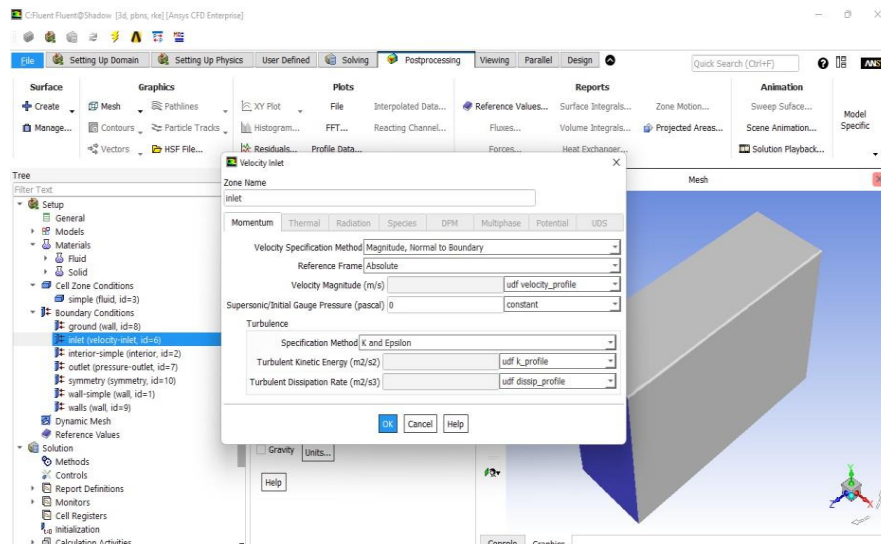 C:Fluent Fluent@Shadow [3d, pbns, rke] [Ansys CFD Enterprise]
File Setting Up Domain Setting Up Physics User Defined Solving Postprocessing Viewing Parallel Design Quick Search (Ctrl+F) ANS
Surface Graphics Plots Reports Animation
Create Mesh Pathlines XY Plot File Interpolated Data... Reference Values... Surface Integrals... Zone Motion... Sweep Suface...
Manage... Contours Particle Tracks Histogram... FFT... Reacting Channel... Fluxes... Volume Integrals... Projected Areas... Scene Animation... Model Specific
Vectors HSF File... Residuals... Profile Data... Forces... Heat Exchanger... Solution Playback...
Tree
Filter Text
Setup
General
Models
Materials
Fluid
Solid
Cell Zone Conditions
simple (fluid, id=3)
Boundary Conditions
ground (wall, id=8)
inlet (velocity-inlet, id=6)
interior-simple (interior, id=2)
outlet (pressure-outlet, id=7)
symmetry (symmetry, id=10)
wall-simple (wall, id=1)
walls (wall, id=9)
Dynamic Mesh
Reference Values
Solution
Methods
Controls
Report Definitions
Monitors
Cell Registers
Initialization
Calculation Activities
Velocity Inlet
Zone Name
inlet
Momentum Thermal Radiation Species DPM Multiphase Potential UDS
Velocity Specification Method Magnitude, Normal to Boundary
Reference Frame Absolute
Velocity Magnitude (m/s) udf velocity_profile
Supersonic/Initial Gauge Pressure (pascal) 0 constant
Turbulence
Specification Method K and Epsilon
Turbulent Kinetic Energy (m2/s2) udf k_profile
Turbulent Dissipation Rate (m2/s3) udf dissip_profile
OK Cancel Help
Gravity Units...
Help
Mesh
Y
Z X
Console Graphics